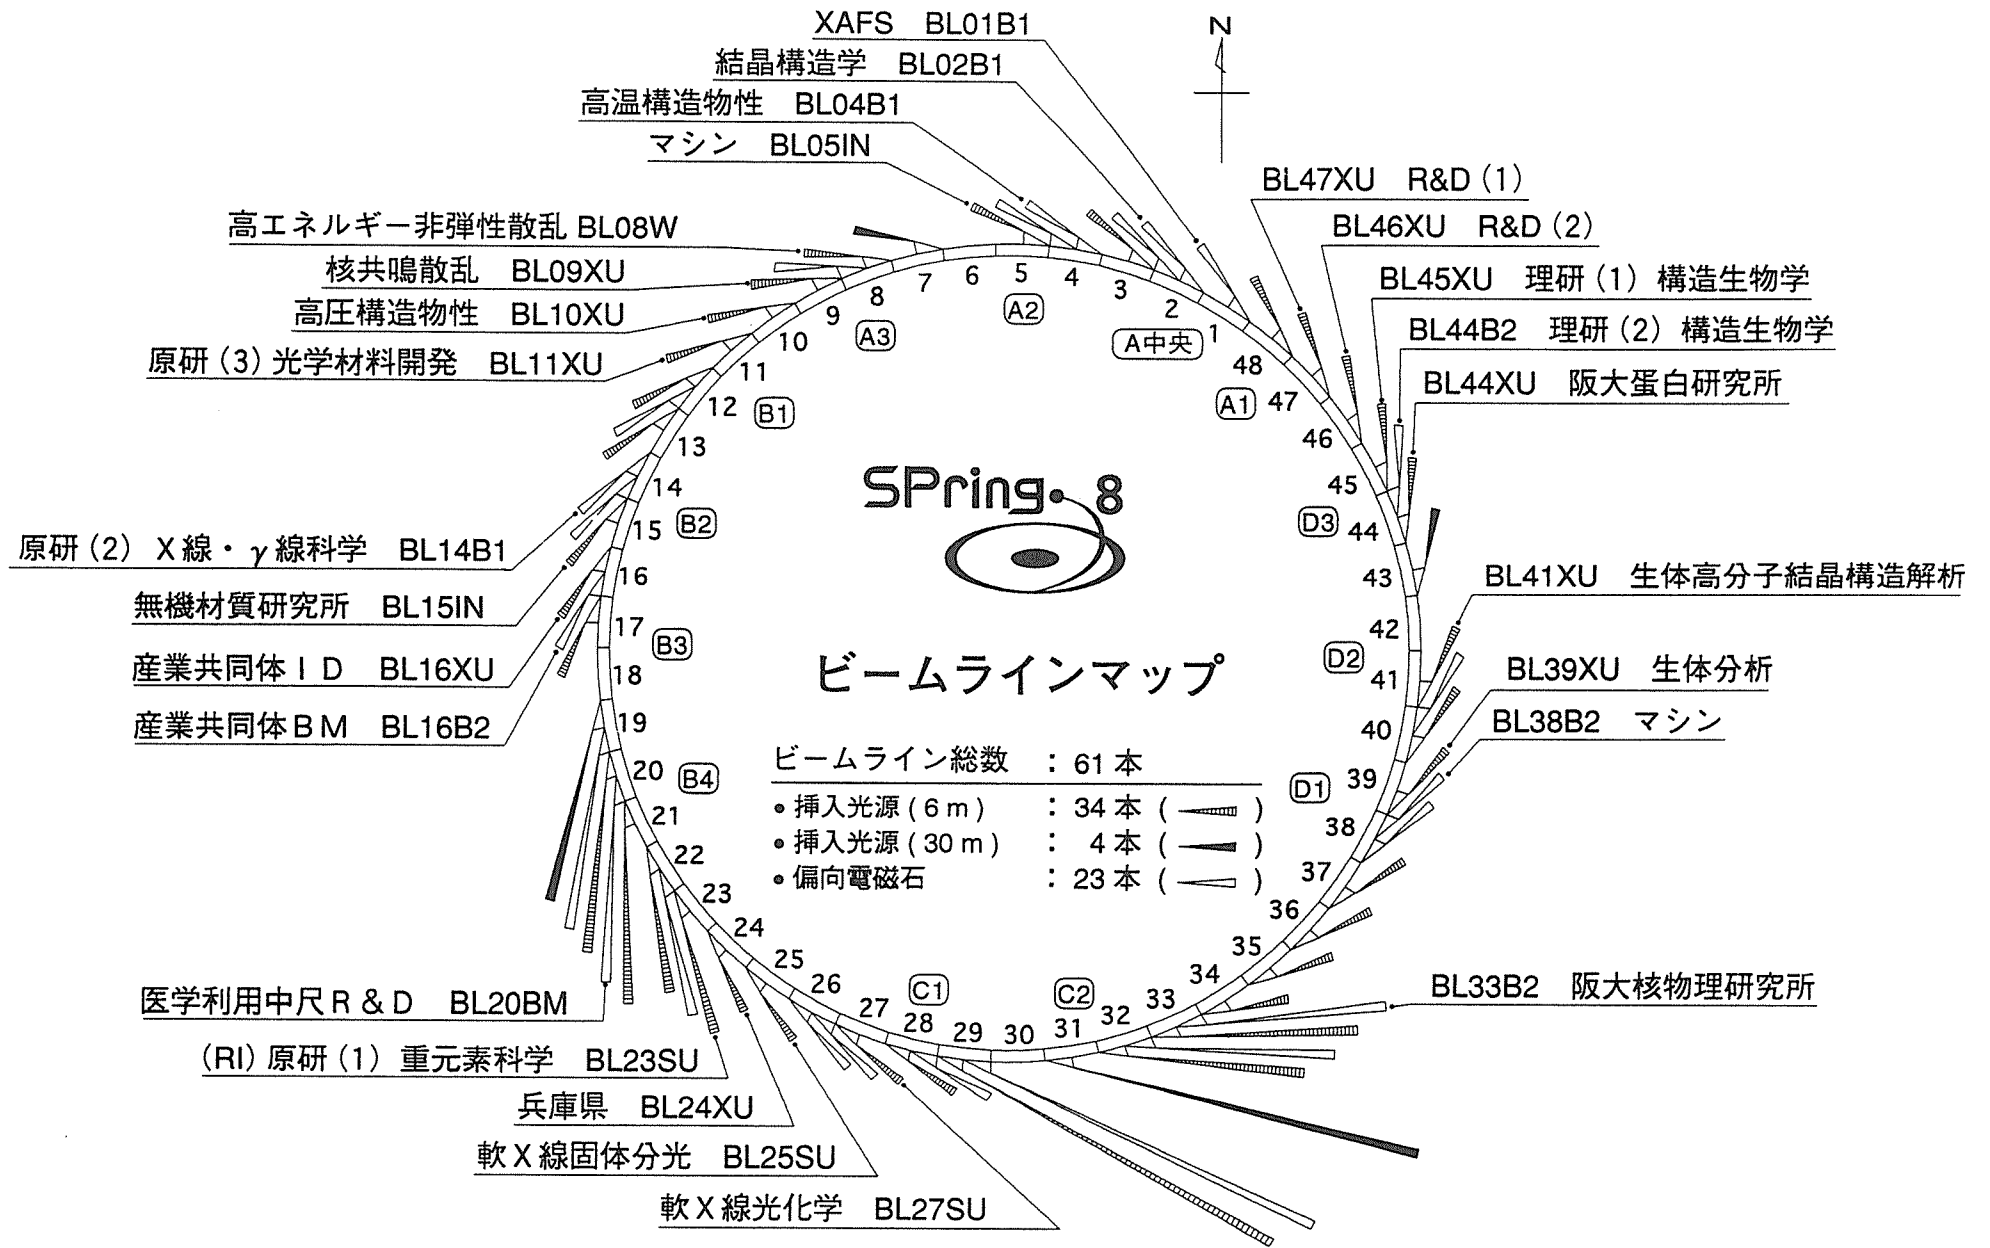 XAFS BL01B1
結晶構造学 BL02B1
高温構造物性 BL04B1
マシン BL05IN
高エネルギー非弾性散乱 BL08W
核共鳴散乱 BL09XU
高圧構造物性 BL10XU
原研(3)光学材料開発 BL11XU
原研(2) X線・γ線科学 BL14B1
無機材質研究所 BL15IN
産業共同体ID BL16XU
産業共同体BM BL16B2
医学利用中尺R&D BL20BM
(RI)原研(1) 重元素科学 BL23SU
兵庫県 BL24XU
軟X線固体分光 BL25SU
軟X線光化学 BL27SU
N
BL47XU R&D(1)
BL46XU R&D(2)
BL45XU 理研(1) 構造生物学
BL44B2 理研(2) 構造生物学
BL44XU 阪大蛋白研究所
BL41XU 生体高分子結晶構造解析
BL39XU 生体分析
BL38B2 マシン
BL33B2 阪大核物理研究所
1
2
3
4
5
6
7
8
9
10
11
12
13
14
15
16
17
18
19
20
21
22
23
24
25
26
27
28
29
30
31
32
33
34
35
36
37
38
39
40
41
42
43
44
45
46
47
48
A中央
A2
A3
B1
B2
B3
B4
C1
C2
D1
D2
D3
A1
SPring・8
ビームラインマップ
ビームライン総数 : 61本
• 挿入光源(6m) : 34本 ( )
• 挿入光源(30m) : 4本 ( )
• 偏向電磁石 : 23本 ( )